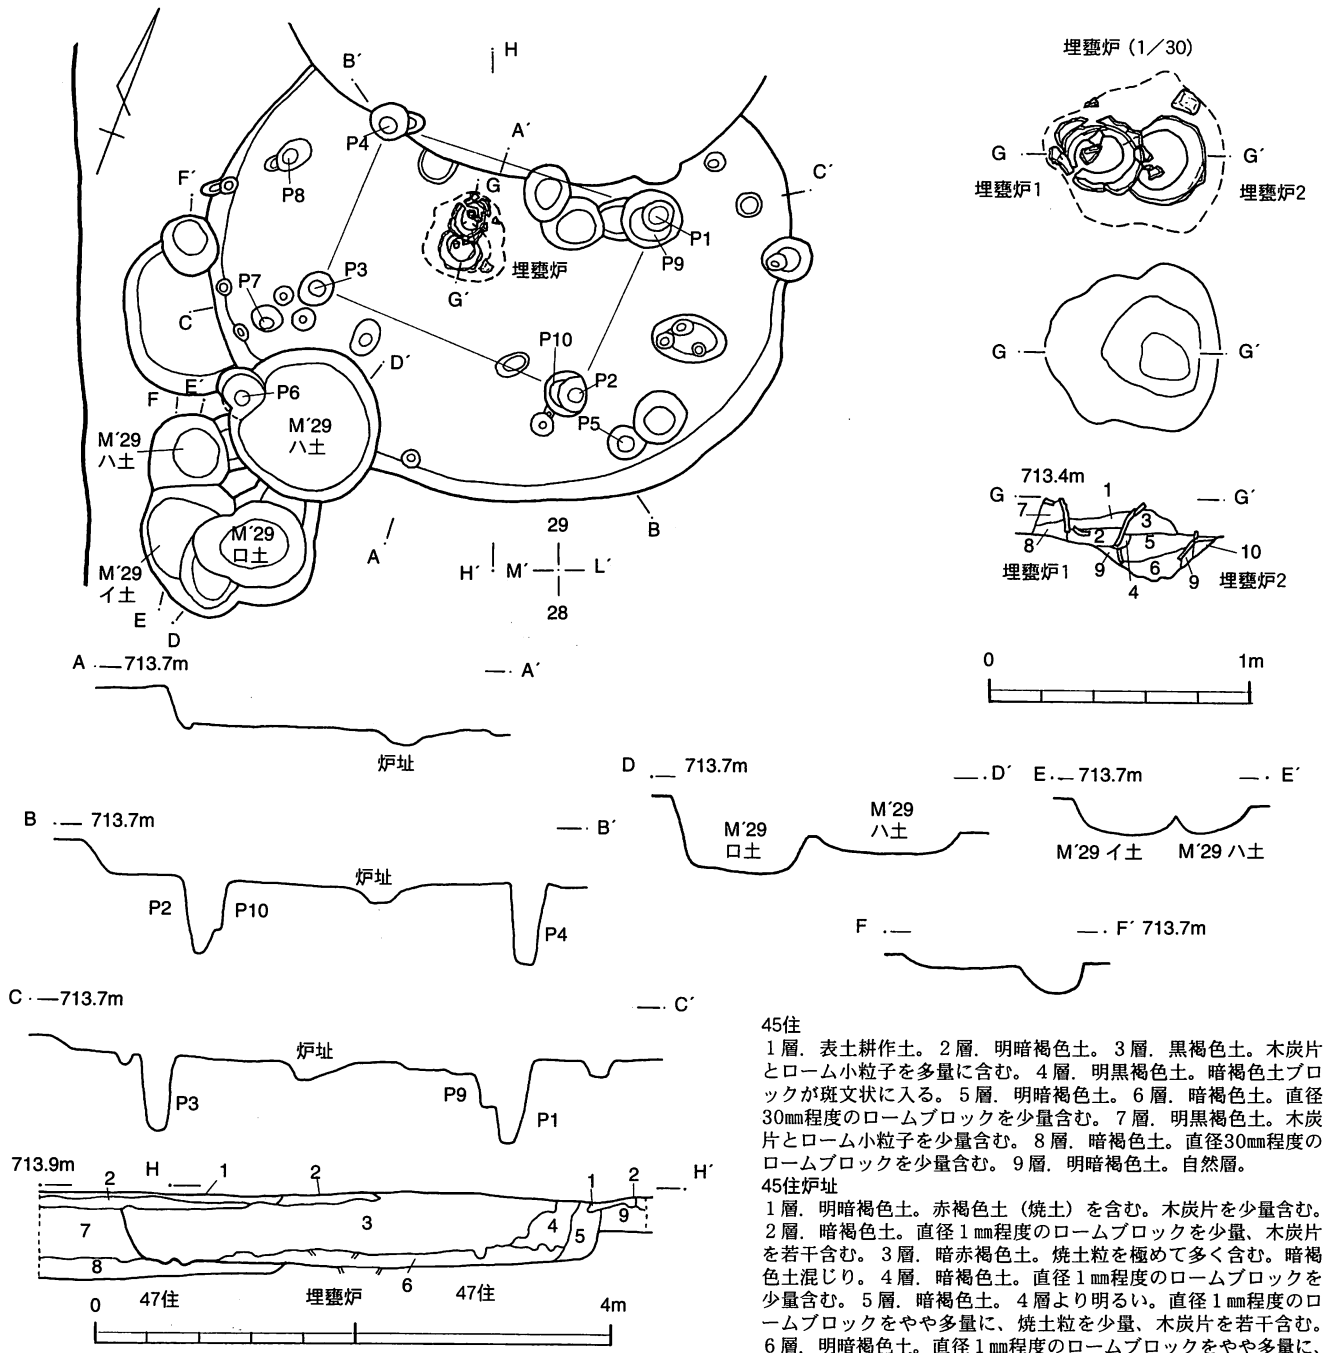 H
B´
A´
P4
P8
F´
G
C´
P1
P9
埋甕炉
G´
P3
P7
C
P10
D´
P2
P5
E´
F
P6
M´29
ハ土
M´29
ハ土
B
A
29
H´
M´
L´
28
M´29
ロ土
M´29
イ土
E
D
埋甕炉 (1/30)
G
G´
埋甕炉1
埋甕炉2
G
G´
713.4m
G
G´
1
7
3
2
5
8
10
9
6
9
4
埋甕炉1
埋甕炉2
0
1m
A
713.7m
A´
炉址
B
713.7m
B´
炉址
P2
P10
P4
C
713.7m
C´
炉址
P3
P9
P1
D
713.7m
D´
M´29
ロ土
M´29
ハ土
E
713.7m
E´
M´29 イ土
M´29 ハ土
F
F´ 713.7m
713.9m
H
H´
2
1
2
1
2
7
3
4
5
9
8
6
47住
埋甕炉
47住
0
4m
45住
1層.表土耕作土。2層.明暗褐色土。3層.黒褐色土。木炭片
とローム小粒子を多量に含む。4層.明黒褐色土。暗褐色土ブロ
ックが斑文状に入る。5層.明暗褐色土。6層.暗褐色土。直径
30㎜程度のロームブロックを少量含む。7層.明黒褐色土。木炭
片とローム小粒子を少量含む。8層.暗褐色土。直径30㎜程度の
ロームブロックを少量含む。9層.明暗褐色土。自然層。
45住炉址
1層.明暗褐色土。赤褐色土(焼土)を含む。木炭片を少量含む。
2層.暗褐色土。直径1㎜程度のロームブロックを少量、木炭片
を若干含む。3層.暗赤褐色土。焼土粒を極めて多く含む。暗褐
色土混じり。4層.暗褐色土。直径1㎜程度のロームブロックを
少量含む。5層.暗褐色土。4層より明るい。直径1㎜程度のロ
ームブロックをやや多量に、焼土粒を少量、木炭片を若干含む。
6層.明暗褐色土。直径1㎜程度のロームブロックをやや多量に、